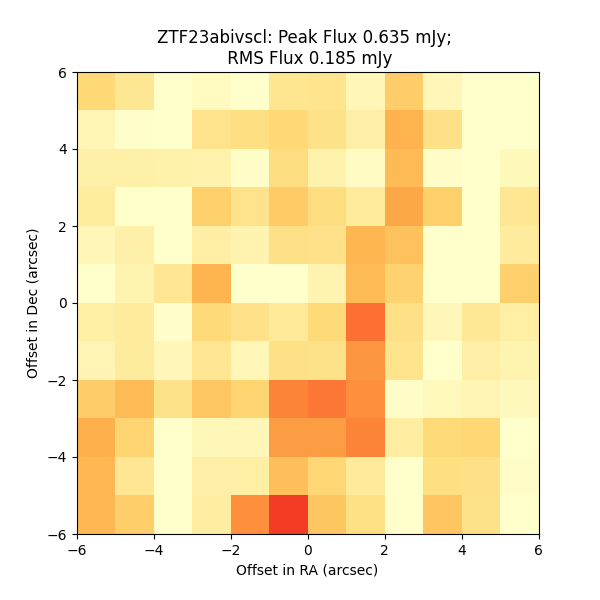 ZTF23abivscl: Peak Flux 0.635 mJy;
RMS Flux 0.185 mJy
6
4
2
0
−2
−4
−6
Offset in Dec (arcsec)
−6 −4 −2 0 2 4 6
Offset in RA (arcsec)